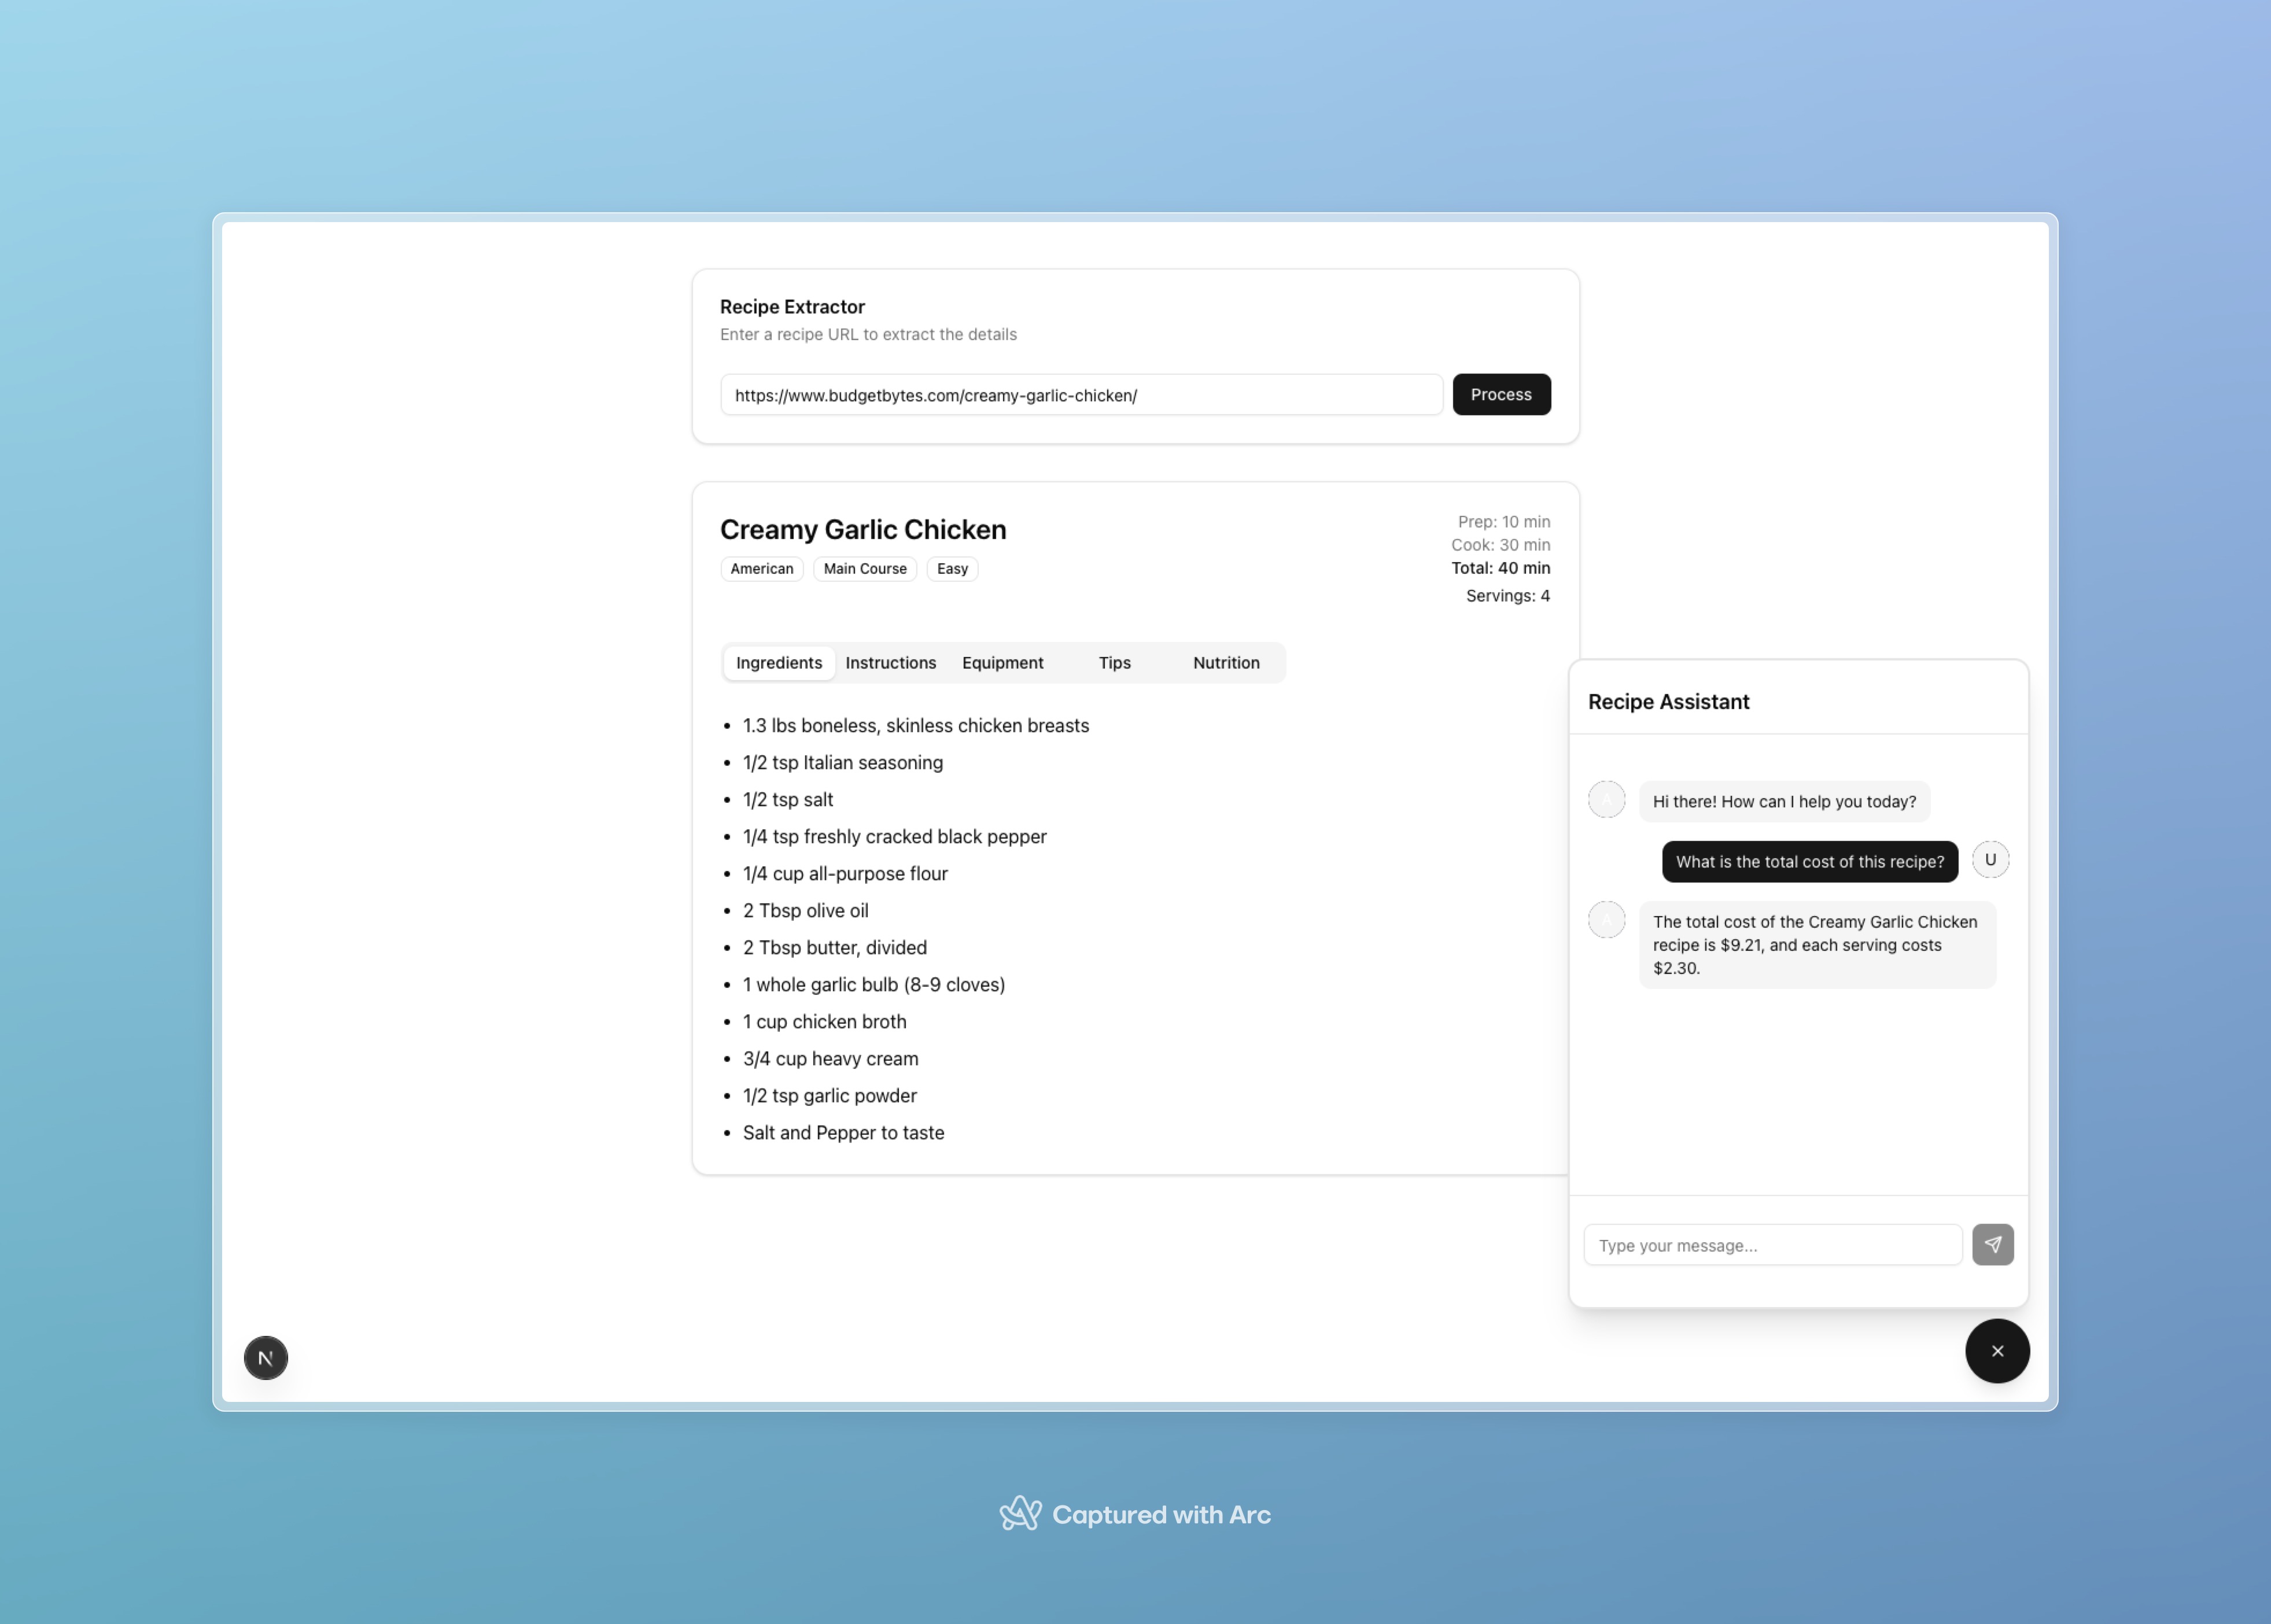 Recipe Extractor
Enter a recipe URL to extract the details
https://www.budgetbytes.com/creamy-garlic-chicken/
Process
Creamy Garlic Chicken
American
Main Course
Easy
Prep: 10 min
Cook: 30 min
Total: 40 min
Servings: 4
Ingredients
Instructions
Equipment
Tips
Nutrition
1.3 lbs boneless, skinless chicken breasts
1/2 tsp Italian seasoning
1/2 tsp salt
1/4 tsp freshly cracked black pepper
1/4 cup all-purpose flour
2 Tbsp olive oil
2 Tbsp butter, divided
1 whole garlic bulb (8-9 cloves)
1 cup chicken broth
3/4 cup heavy cream
1/2 tsp garlic powder
Salt and Pepper to taste
Recipe Assistant
A
Hi there! How can I help you today?
What is the total cost of this recipe?
U
A
The total cost of the Creamy Garlic Chicken
recipe is $9.21, and each serving costs
$2.30.
Type your message...
N
Captured with Arc